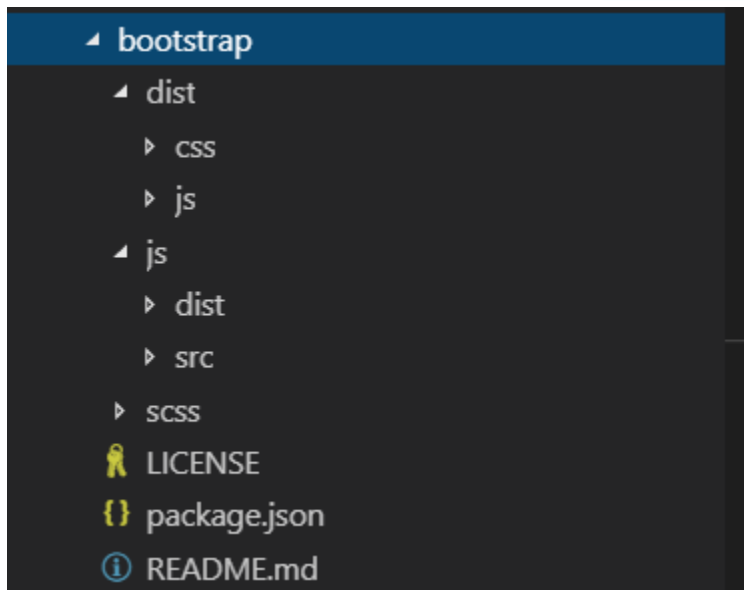 bootstrap
dist
css
js
js
dist
src
scss
LICENSE
package.json
README.md